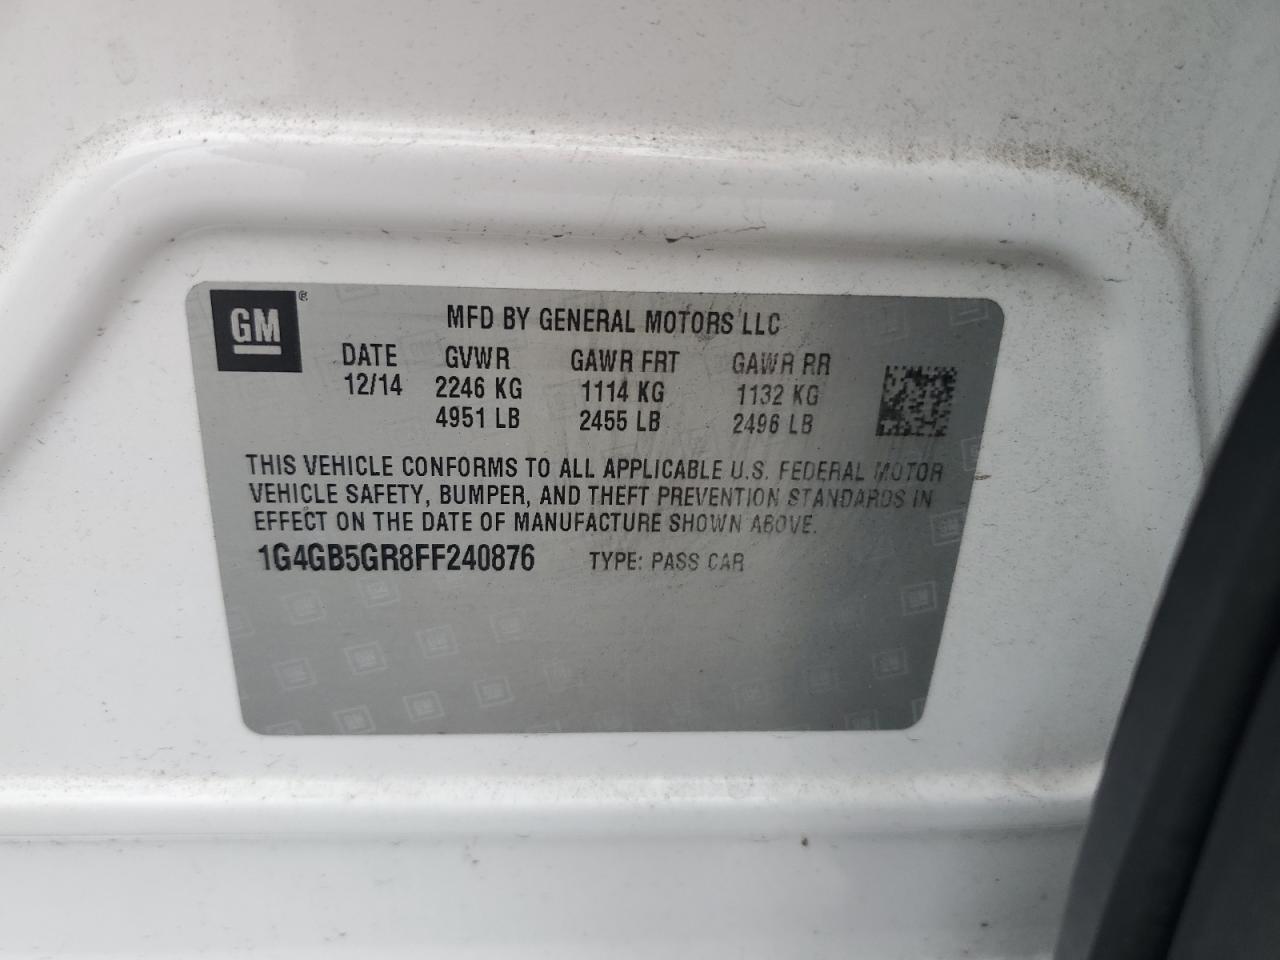 GM®
MFD BY GENERAL MOTORS LLC
DATE GVWR GAWR FRT GAWR RR
12/14 2246 KG 1114 KG 1132 KG
4951 LB 2455 LB 2496 LB
THIS VEHICLE CONFORMS TO ALL APPLICABLE U.S. FEDERAL MOTOR
VEHICLE SAFETY, BUMPER, AND THEFT PREVENTION STANDARDS IN
EFFECT ON THE DATE OF MANUFACTURE SHOWN ABOVE.
1G4GB5GR8FF240876 TYPE: PASS CAR